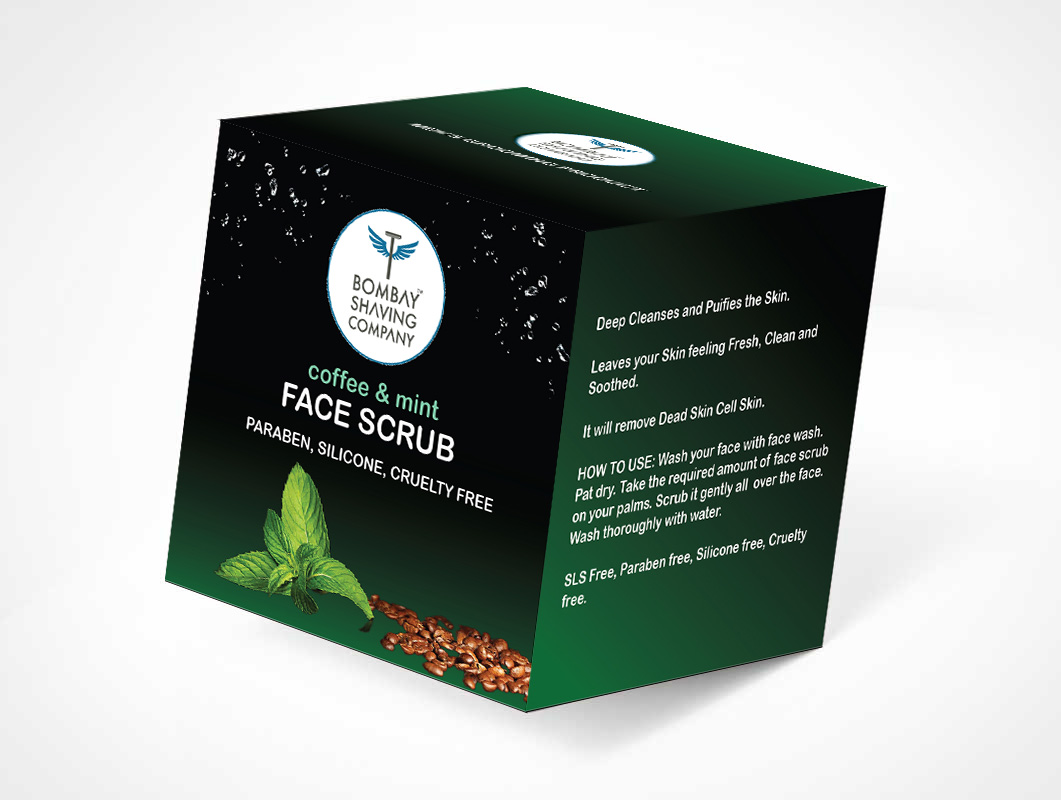 BOMBAY
SHAVING
COMPANY
TM
coffee & mint
FACE SCRUB
PARABEN, SILICONE, CRUELTY FREE
Deep Cleanses and Puifies the Skin.
Leaves your Skin feeling Fresh, Clean and
Soothed.
It will remove Dead Skin Cell Skin.
HOW TO USE: Wash your face with face wash.
Pat dry. Take the required amount of face scrub
on your palms. Scrub it gently all over the face.
Wash thoroughly with water.
SLS Free, Paraben free, Silicone free, Cruelty
free.